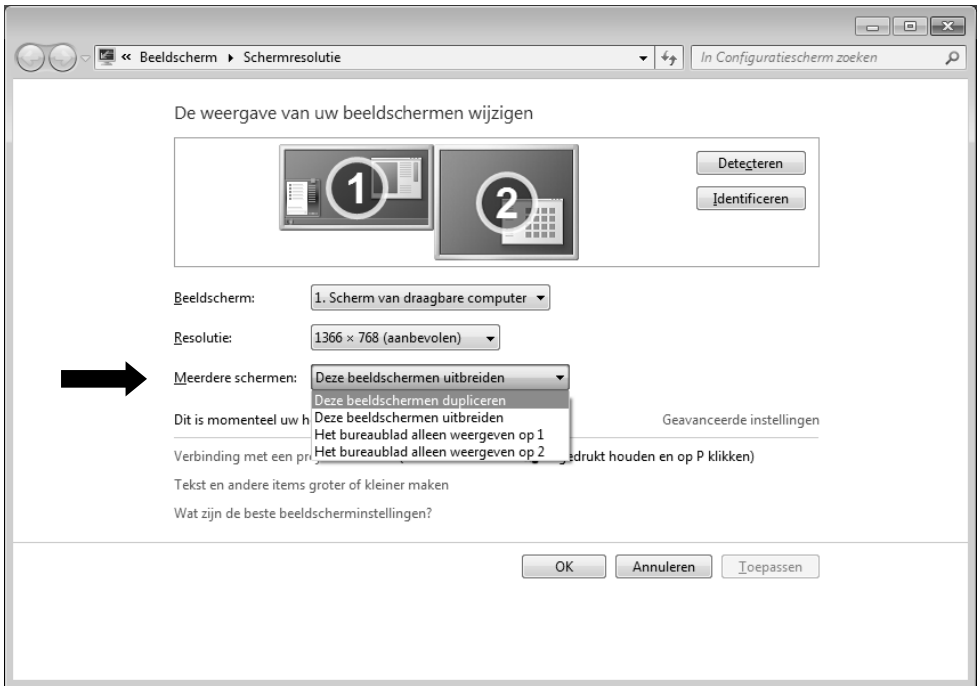 « Beeldscherm Schermresolutie
In Configuratiescherm zoeken
De weergave van uw beeldschermen wijzigen
1
2
Detecteren
Identificeren
Beeldscherm: 1. Scherm van draagbare computer
Resolutie: 1366 × 768 (aanbevolen)
Meerdere schermen: Deze beeldschermen uitbreiden
Deze beeldschermen dupliceren
Deze beeldschermen uitbreiden
Het bureaublad alleen weergeven op 1
Het bureaublad alleen weergeven op 2
Dit is momenteel uw
Geavanceerde instellingen
Verbinding met een houden en op P klikken)
Tekst en andere items groter of kleiner maken
Wat zijn de beste beeldscherminstellingen?
OK Annuleren Toepassen